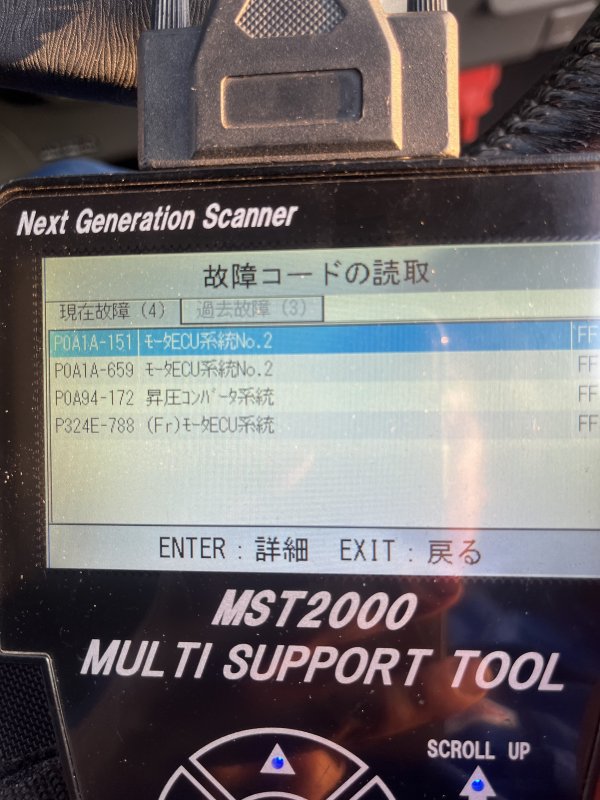 Next Generation Scanner
故障コードの読取
現在故障 (4) 過去故障 (3)
P0A1A-151 ﾓｰﾀECU系統No.2 FF
P0A1A-659 ﾓｰﾀECU系統No.2 FF
P0A94-172 昇圧ｺﾝﾊﾞｰﾀ系統 FF
P324E-788 (Fr)ﾓｰﾀECU系統 FF
ENTER : 詳細 EXIT : 戻る
MST2000
MULTI SUPPORT TOOL
SCROLL UP